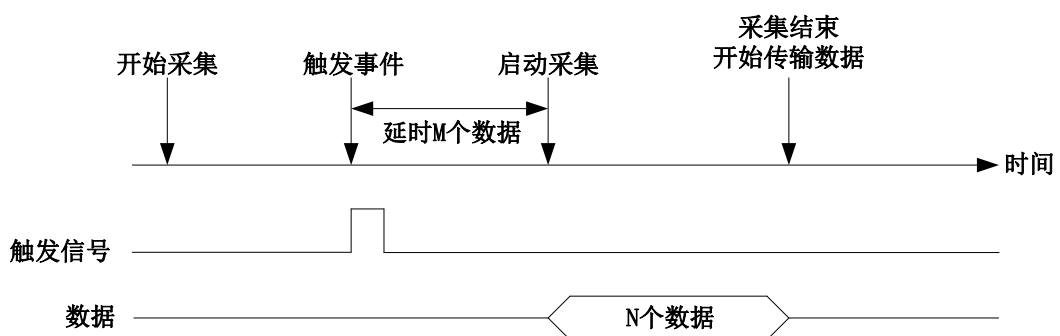 采集结束
开始传输数据
开始采集
触发事件
启动采集
延时M个数据
时间
触发信号
数据
N个数据